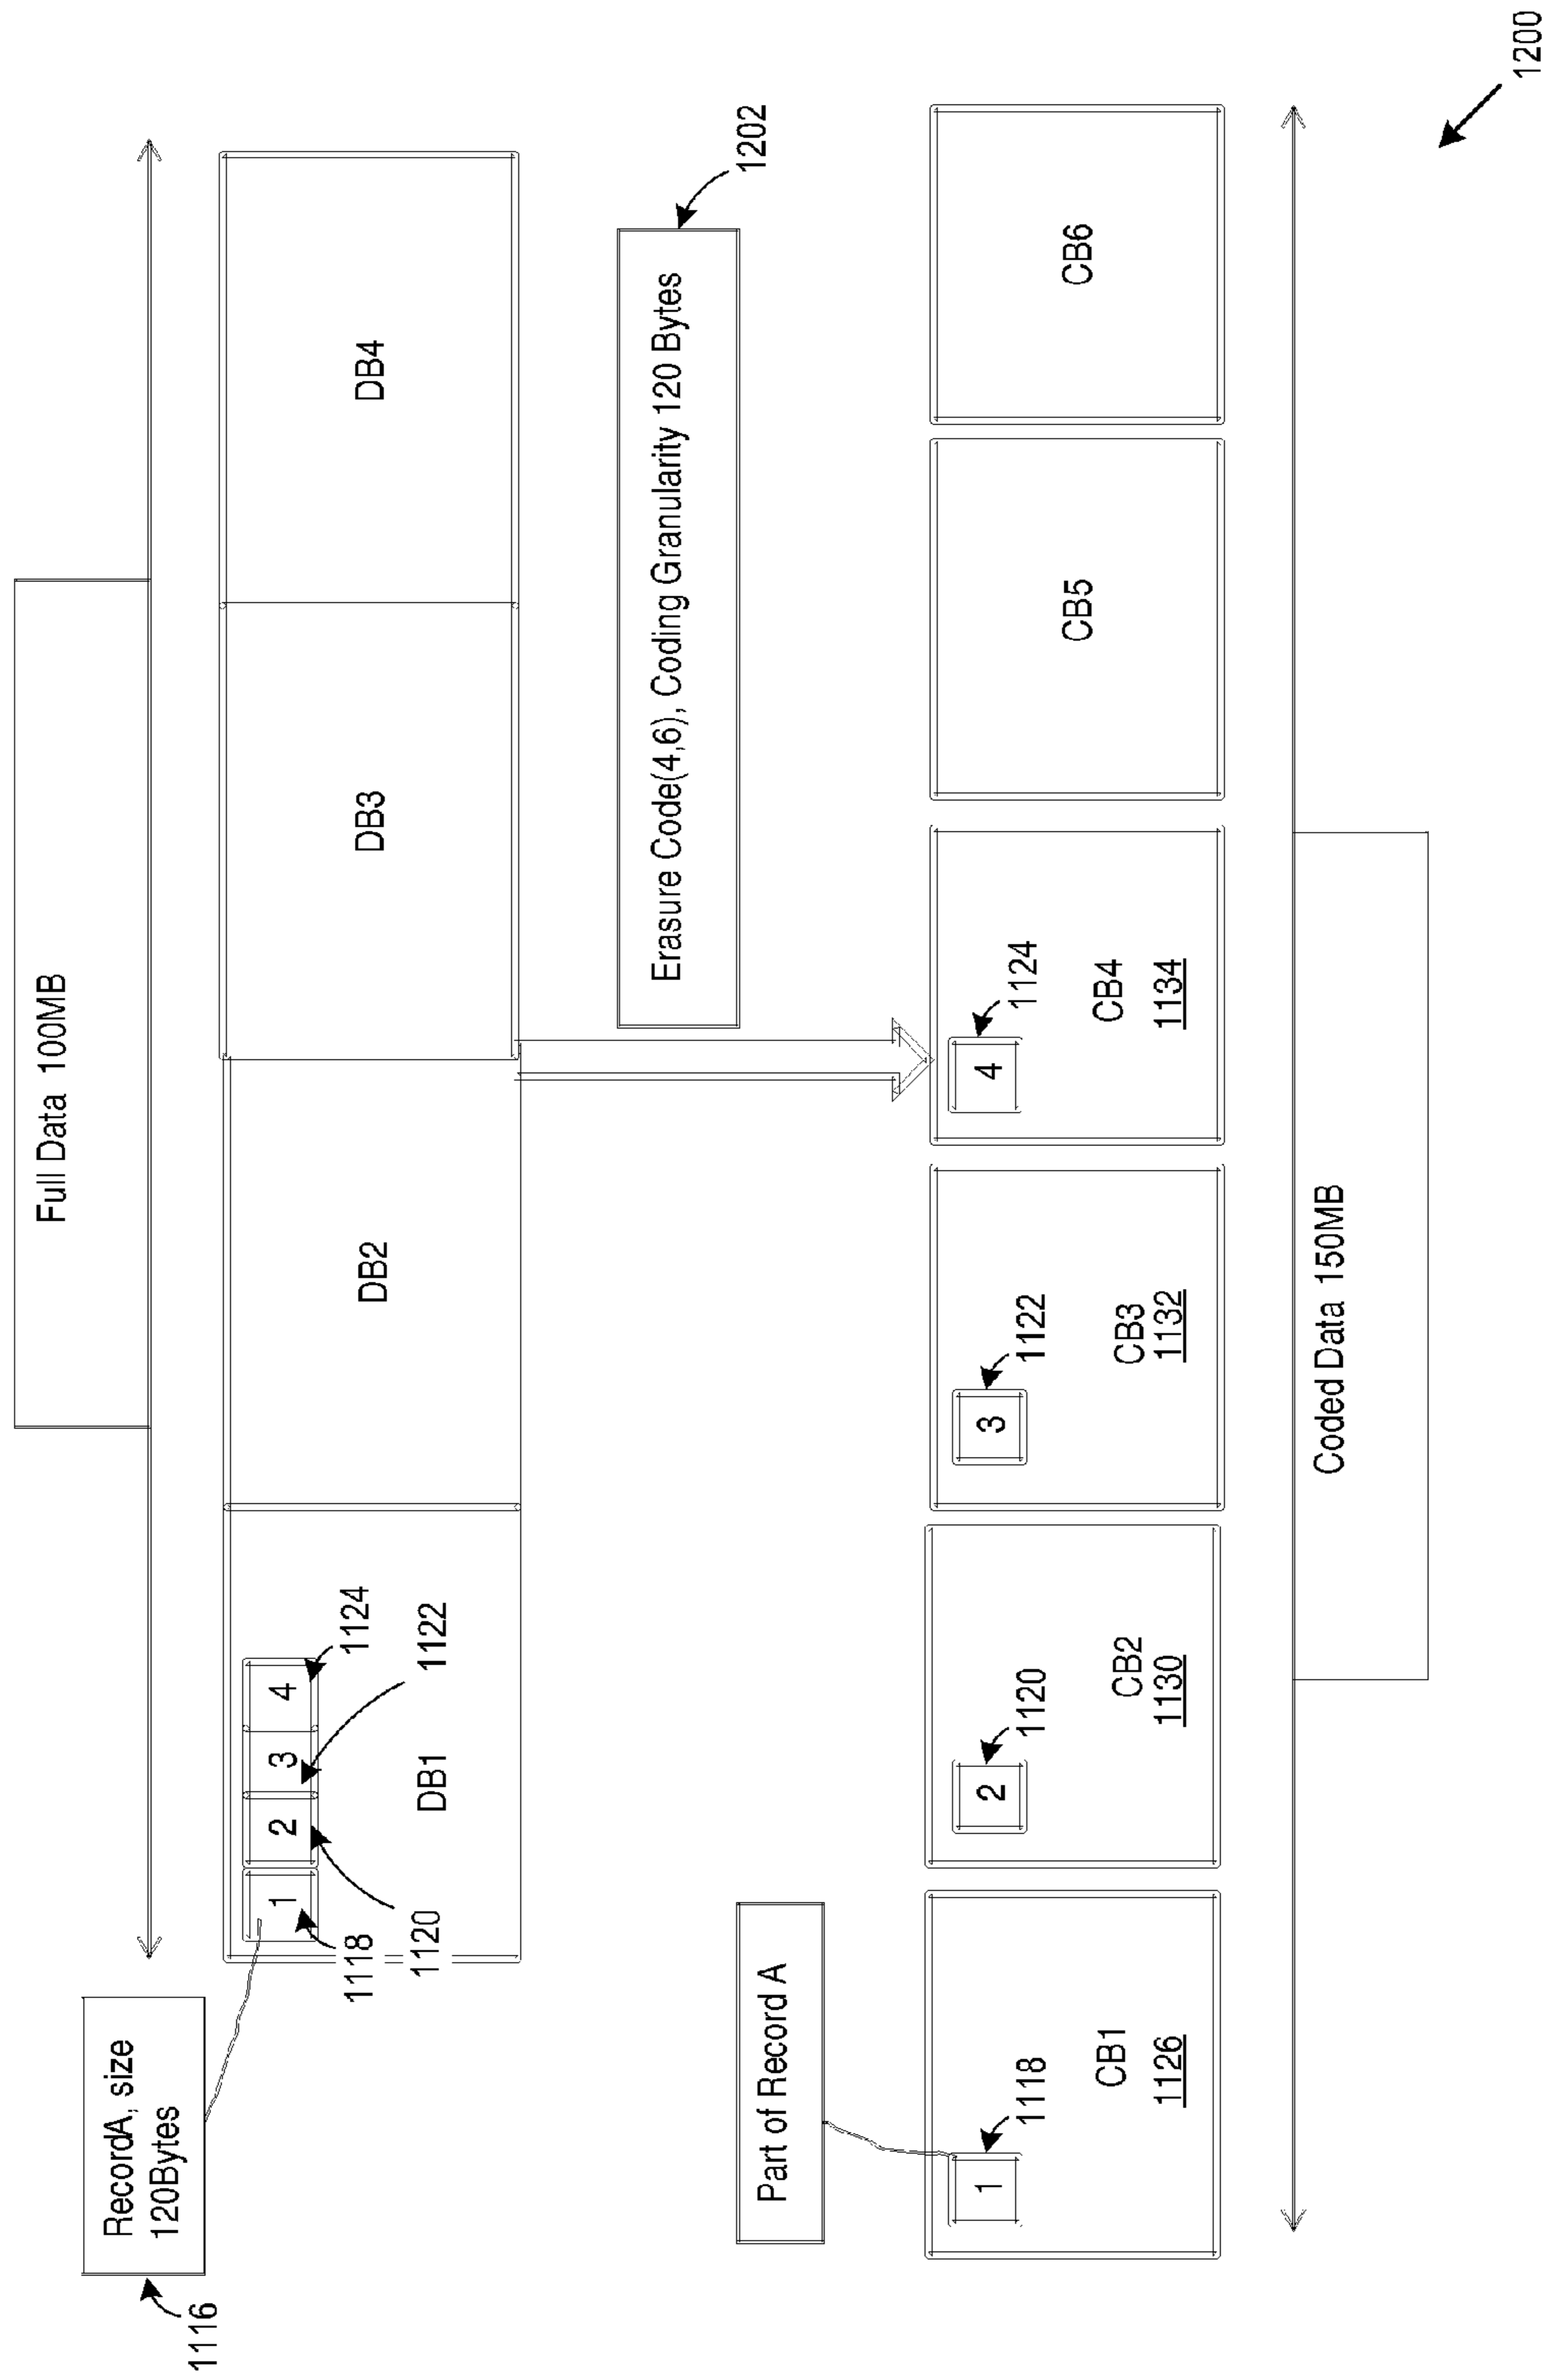 Full Data 100MB
RecordA, size
120Bytes
1116
1
2
3
4
1118
1120
1122
1124
DB1
DB2
DB3
DB4
Erasure Code(4,6), Coding Granularity 120 Bytes
1202
Part of Record A
1
1118
CB1
1126
2
1120
CB2
1130
3
1122
CB3
1132
4
1124
CB4
1134
CB5
CB6
Coded Data 150MB
1200